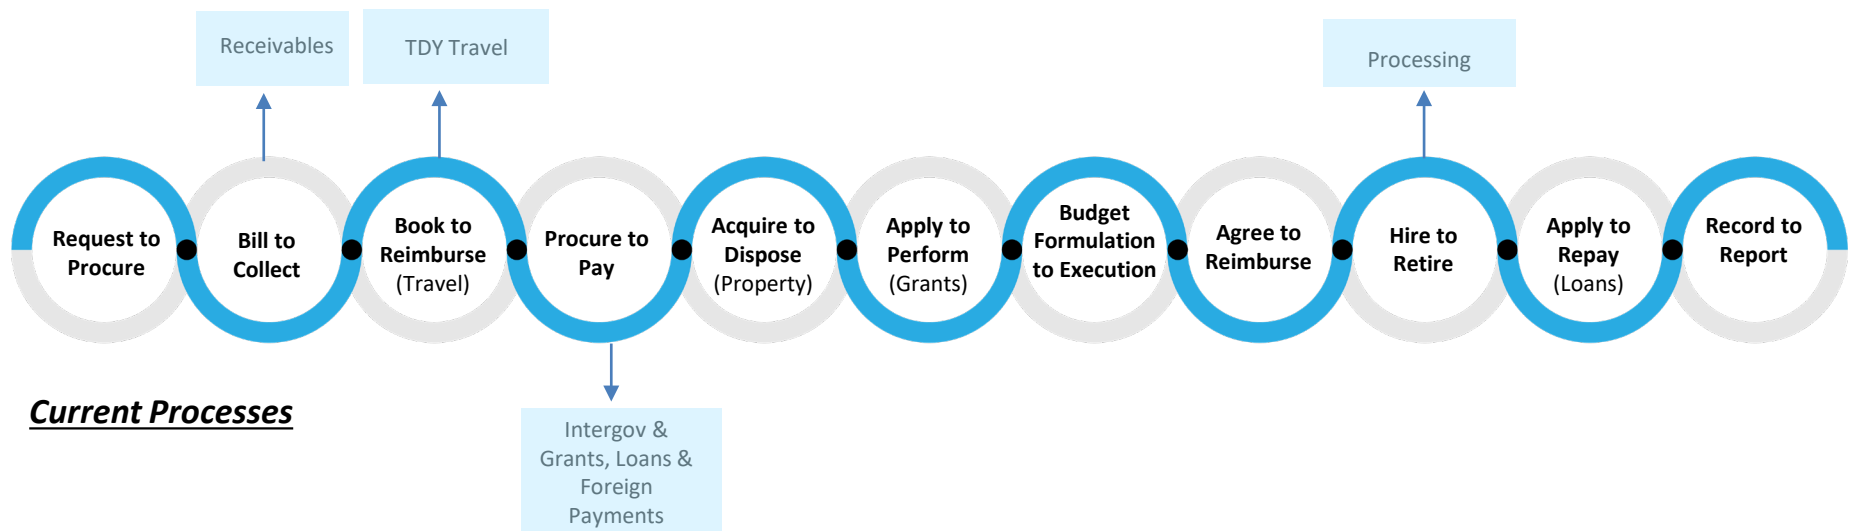 Receivables
TDY Travel
Processing
Request to
Procure
Bill to
Collect
Book to
Reimburse
(Travel)
Procure to
Pay
Acquire to
Dispose
(Property)
Apply to
Perform
(Grants)
Budget
Formulation
to Execution
Agree to
Reimburse
Hire to
Retire
Apply to
Repay
(Loans)
Record to
Report
Current Processes
Intergov &
Grants, Loans &
Foreign
Payments